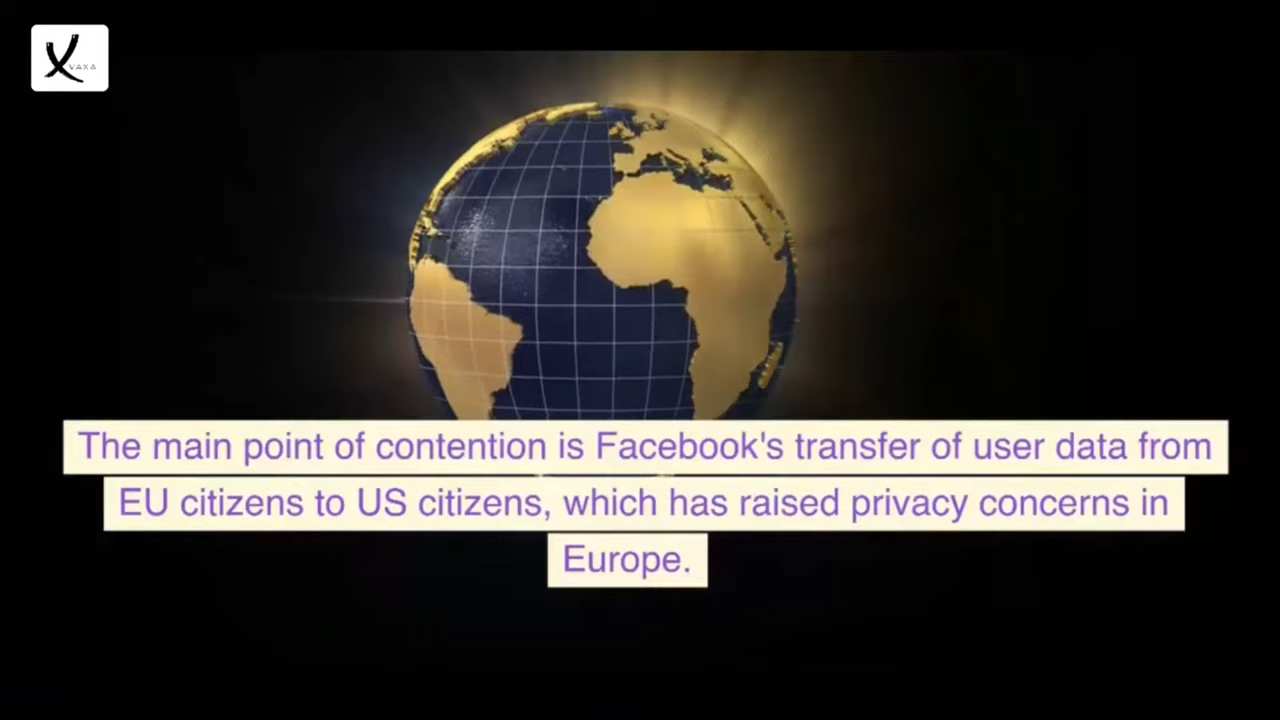 VAXA
The main point of contention is Facebook's transfer of user data from
EU citizens to US citizens, which has raised privacy concerns in
Europe.